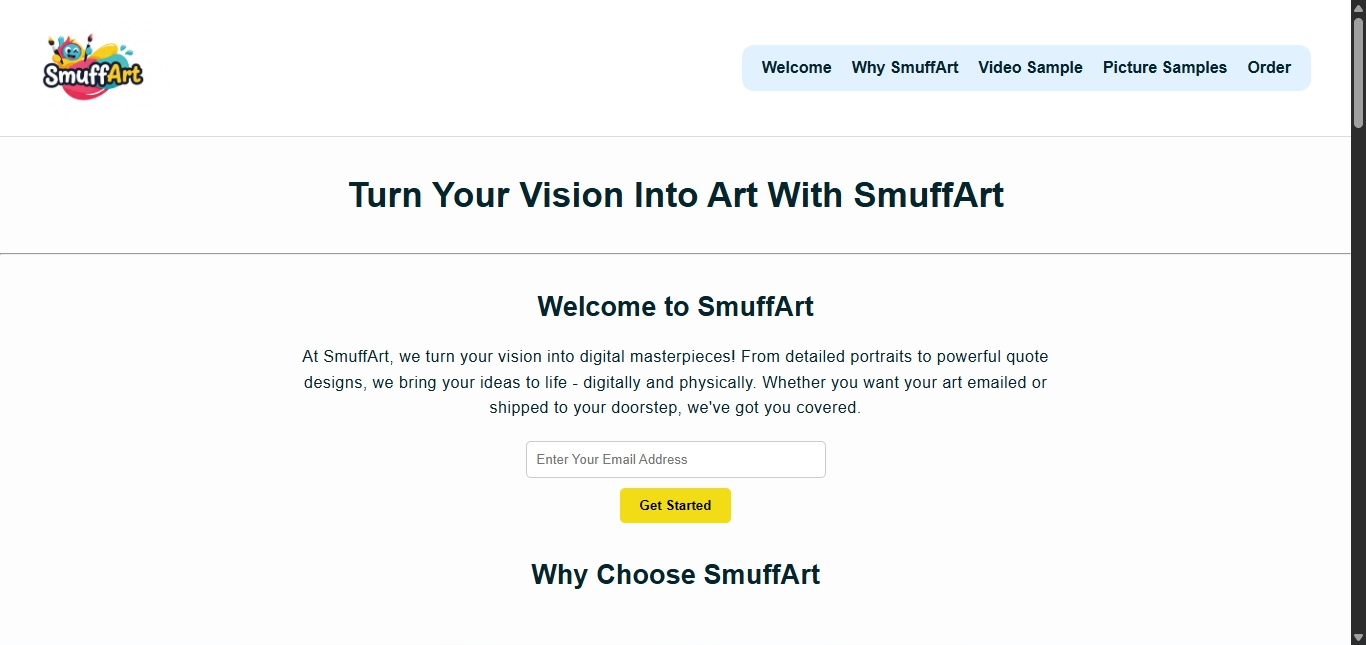 SmuffArt
Welcome Why SmuffArt Video Sample Picture Samples Order
Turn Your Vision Into Art With SmuffArt
Welcome to SmuffArt
At SmuffArt, we turn your vision into digital masterpieces! From detailed portraits to powerful quote
designs, we bring your ideas to life - digitally and physically. Whether you want your art emailed or
shipped to your doorstep, we've got you covered.
Enter Your Email Address
Get Started
Why Choose SmuffArt